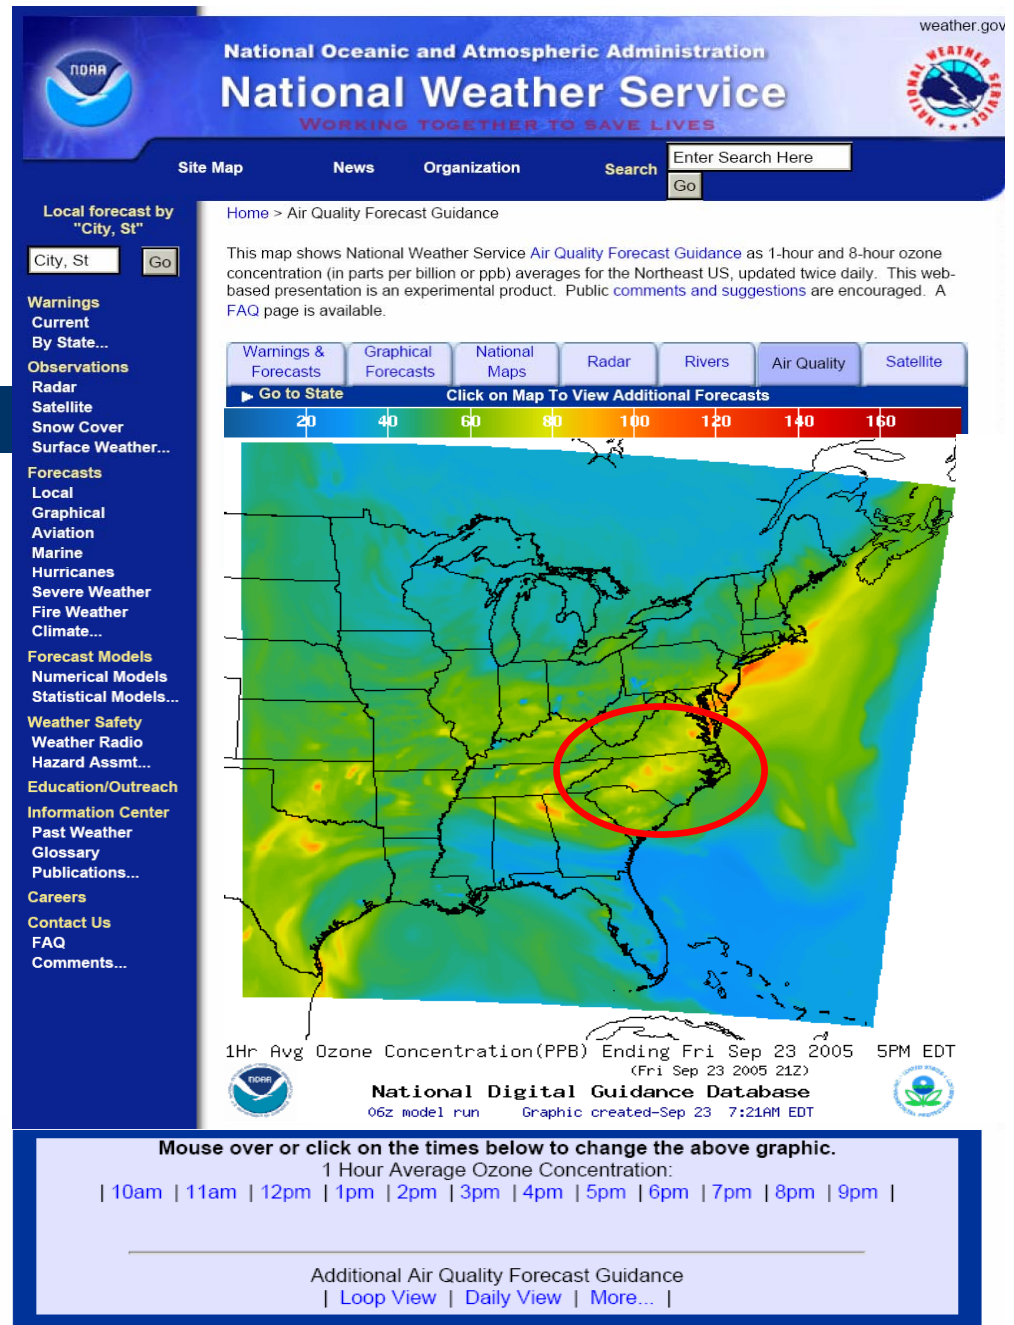 weather.gov
NOAA
National Oceanic and Atmospheric Administration
National Weather Service
WORKING TOGETHER TO SAVE LIVES
NATIONAL WEATHER SERVICE
Site Map News Organization Search Enter Search Here
Go
Local forecast by
"City, St"
City, St Go
Warnings
Current
By State...
Observations
Radar
Satellite
Snow Cover
Surface Weather...
Forecasts
Local
Graphical
Aviation
Marine
Hurricanes
Severe Weather
Fire Weather
Climate...
Forecast Models
Numerical Models
Statistical Models...
Weather Safety
Weather Radio
Hazard Assmt...
Education/Outreach
Information Center
Past Weather
Glossary
Publications...
Careers
Contact Us
FAQ
Comments...
Home > Air Quality Forecast Guidance
This map shows National Weather Service Air Quality Forecast Guidance as 1-hour and 8-hour ozone
concentration (in parts per billion or ppb) averages for the Northeast US, updated twice daily. This web-
based presentation is an experimental product. Public comments and suggestions are encouraged. A
FAQ page is available.
Warnings & Forecasts Graphical Forecasts National Maps Radar Rivers Air Quality Satellite
Go to State Click on Map To View Additional Forecasts
20 40 60 80 100 120 140 160
1Hr Avg Ozone Concentration(PPB) Ending Fri Sep 23 2005 5PM EDT
(Fri Sep 23 2005 21Z)
NOAA
National Digital Guidance Database
06z model run Graphic created-Sep 23 7:21AM EDT
Mouse over or click on the times below to change the above graphic.
1 Hour Average Ozone Concentration:
| 10am | 11am | 12pm | 1pm | 2pm | 3pm | 4pm | 5pm | 6pm | 7pm | 8pm | 9pm |
Additional Air Quality Forecast Guidance
| Loop View | Daily View | More... |